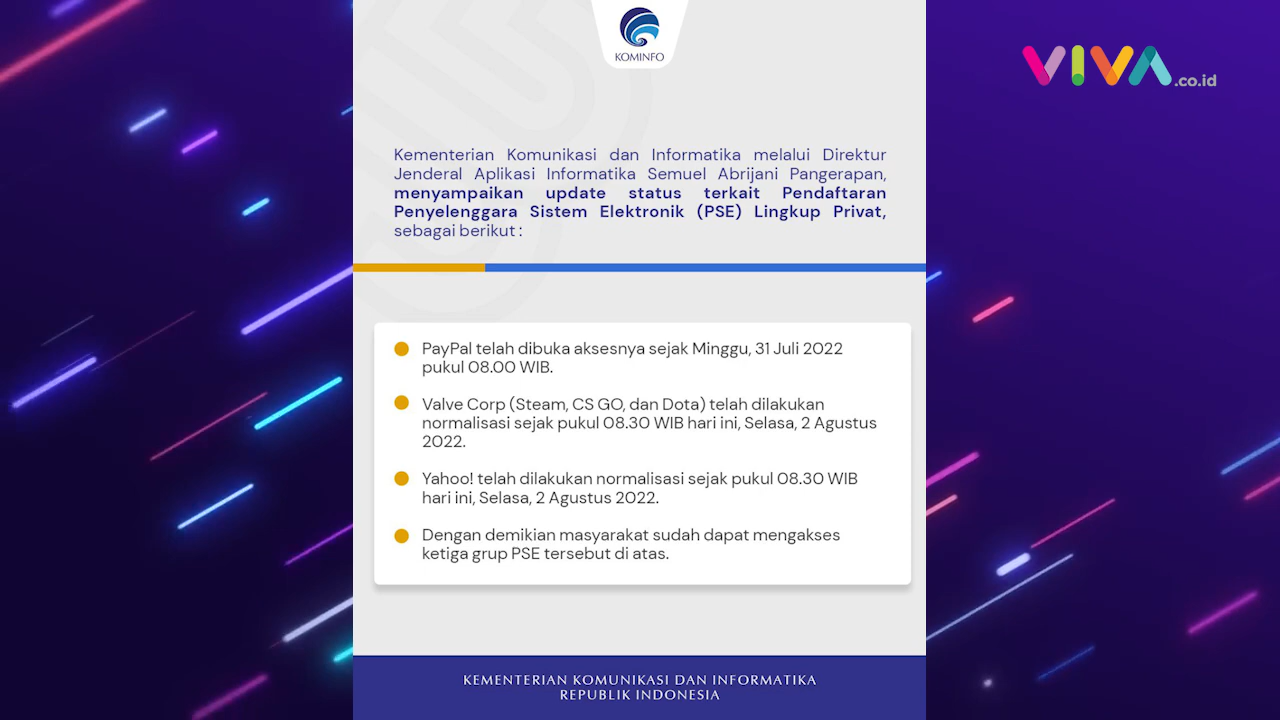 KOMINFO
VIVA.co.id
Kementerian Komunikasi dan Informatika melalui Direktur
Jenderal Aplikasi Informatika Semuel Abrijani Pangerapan,
menyampaikan update status terkait Pendaftaran
Penyelenggara Sistem Elektronik (PSE) Lingkup Privat,
sebagai berikut :
PayPal telah dibuka aksesnya sejak Minggu, 31 Juli 2022
pukul 08.00 WIB.
Valve Corp (Steam, CS GO, dan Dota) telah dilakukan
normalisasi sejak pukul 08.30 WIB hari ini, Selasa, 2 Agustus
2022.
Yahoo! telah dilakukan normalisasi sejak pukul 08.30 WIB
hari ini, Selasa, 2 Agustus 2022.
Dengan demikian masyarakat sudah dapat mengakses
ketiga grup PSE tersebut di atas.
KEMENTERIAN KOMUNIKASI DAN INFORMATIKA
REPUBLIK INDONESIA